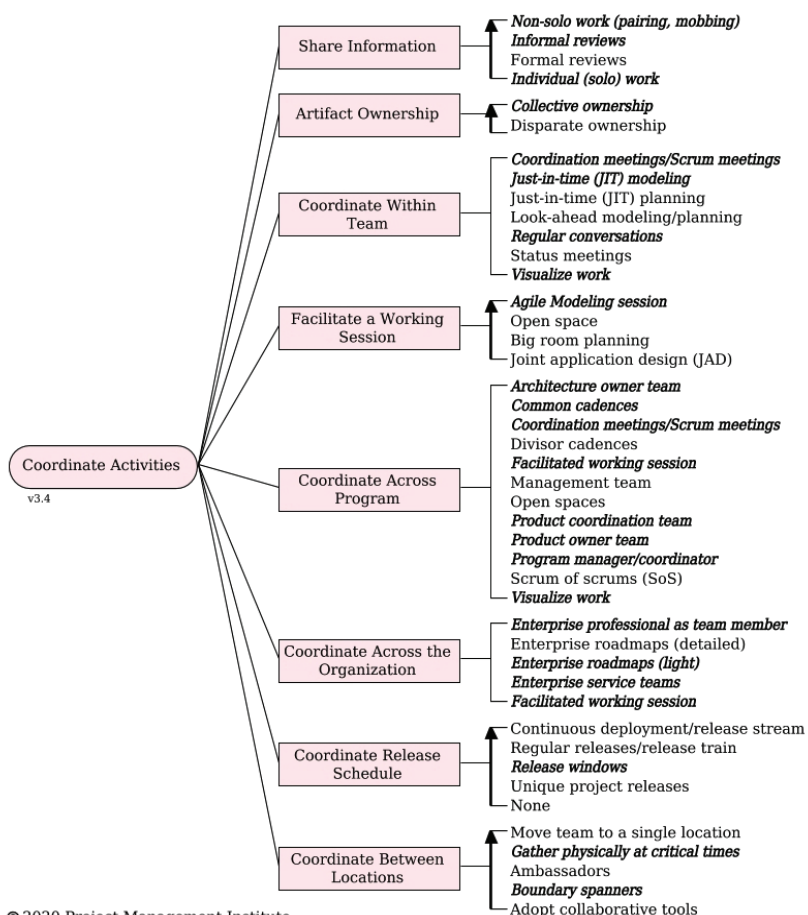 Share Information
Non-solo work (pairing, mobbing)
Informal reviews
Formal reviews
Individual (solo) work
Artifact Ownership
Collective ownership
Disparate ownership
Coordinate Within
Team
Coordination meetings/Scrum meetings
Just-in-time (JIT) modeling
Just-in-time (JIT) planning
Look-ahead modeling/planning
Regular conversations
Status meetings
Visualize work
Facilitate a Working
Session
Agile Modeling session
Open space
Big room planning
Joint application design (JAD)
Coordinate Activities
v3.4
Coordinate Across
Program
Architecture owner team
Common cadences
Coordination meetings/Scrum meetings
Divisor cadences
Facilitated working session
Management team
Open spaces
Product coordination team
Product owner team
Program manager/coordinator
Scrum of scrums (SoS)
Visualize work
Coordinate Across the
Organization
Enterprise professional as team member
Enterprise roadmaps (detailed)
Enterprise roadmaps (light)
Enterprise service teams
Facilitated working session
Coordinate Release
Schedule
Continuous deployment/release stream
Regular releases/release train
Release windows
Unique project releases
None
Coordinate Between
Locations
Move team to a single location
Gather physically at critical times
Ambassadors
Boundary spanners
Adopt collaborative tools
© 2020 Project Management Institute